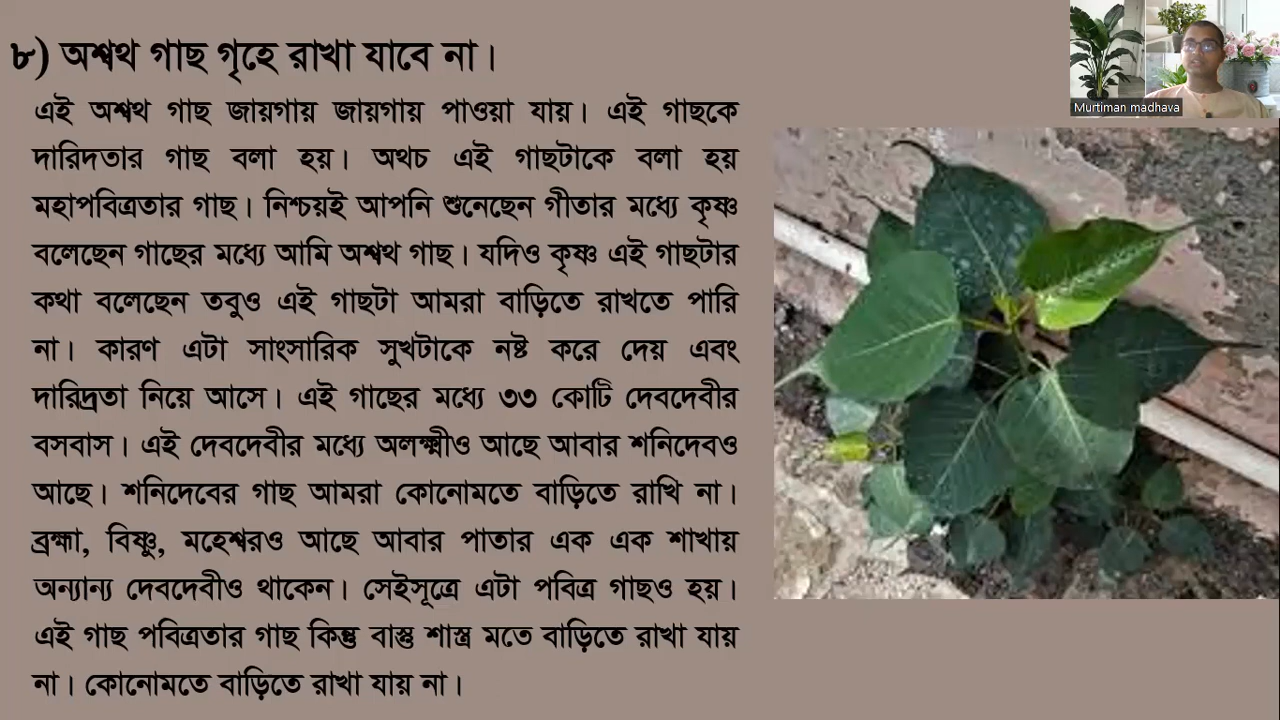 ৮) অশ্বথ গাছ গৃহে রাখা যাবে না।
এই অশ্বথ গাছ জায়গায় জায়গায় পাওয়া যায়। এই গাছকে
দারিদতার গাছ বলা হয়। অথচ এই গাছটাকে বলা হয়
মহাপবিত্রতার গাছ। নিশ্চয়ই আপনি শুনেছেন গীতার মধ্যে কৃষ্ণ
বলেছেন গাছের মধ্যে আমি অশ্বথ গাছ। যদিও কৃষ্ণ এই গাছটার
কথা বলেছেন তবুও এই গাছটা আমরা বাড়িতে রাখতে পারি
না। কারণ এটা সাংসারিক সুখটাকে নষ্ট করে দেয় এবং
দারিদ্রতা নিয়ে আসে। এই গাছের মধ্যে ৩৩ কোটি দেবদেবীর
বসবাস। এই দেবদেবীর মধ্যে অলক্ষ্মীও আছে আবার শনিদেবও
আছে। শনিদেবের গাছ আমরা কোনোমতে বাড়িতে রাখি না।
ব্রহ্মা, বিষ্ণু, মহেশ্বরও আছে আবার পাতার এক এক শাখায়
অন্যান্য দেবদেবীও থাকেন। সেইসূত্রে এটা পবিত্র গাছও হয়।
এই গাছ পবিত্রতার গাছ কিন্তু বাস্তু শাস্ত্র মতে বাড়িতে রাখা যায়
না। কোনোমতে বাড়িতে রাখা যায় না।
Murtiman madhava